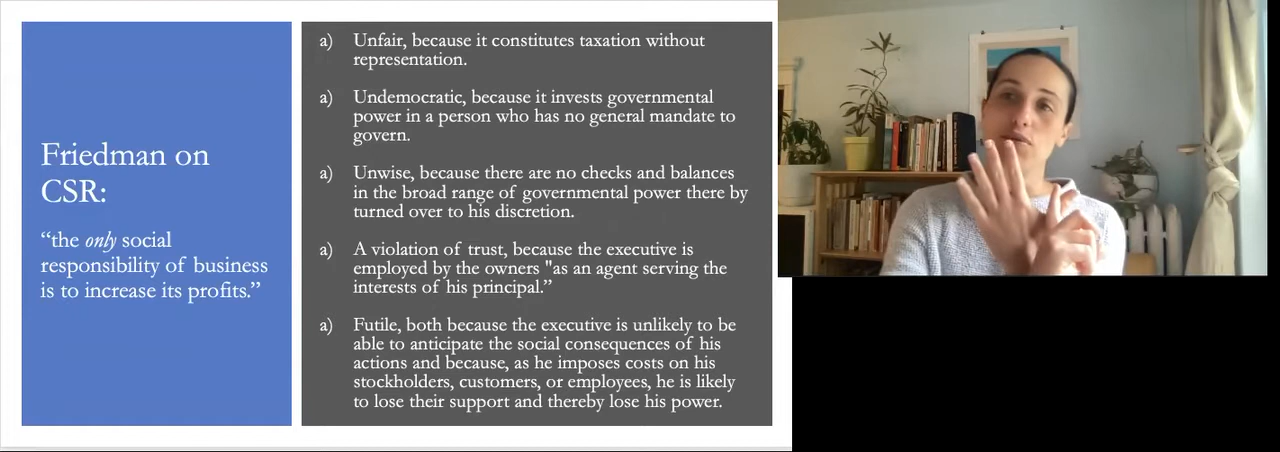 Friedman on
CSR:
“the only social
responsibility of business
is to increase its profits.”
a) Unfair, because it constitutes taxation without
representation.
a) Undemocratic, because it invests governmental
power in a person who has no general mandate to
govern.
a) Unwise, because there are no checks and balances
in the broad range of governmental power there by
turned over to his discretion.
a) A violation of trust, because the executive is
employed by the owners "as an agent serving the
interests of his principal.”
a) Futile, both because the executive is unlikely to be
able to anticipate the social consequences of his
actions and because, as he imposes costs on his
stockholders, customers, or employees, he is likely
to lose their support and thereby lose his power.